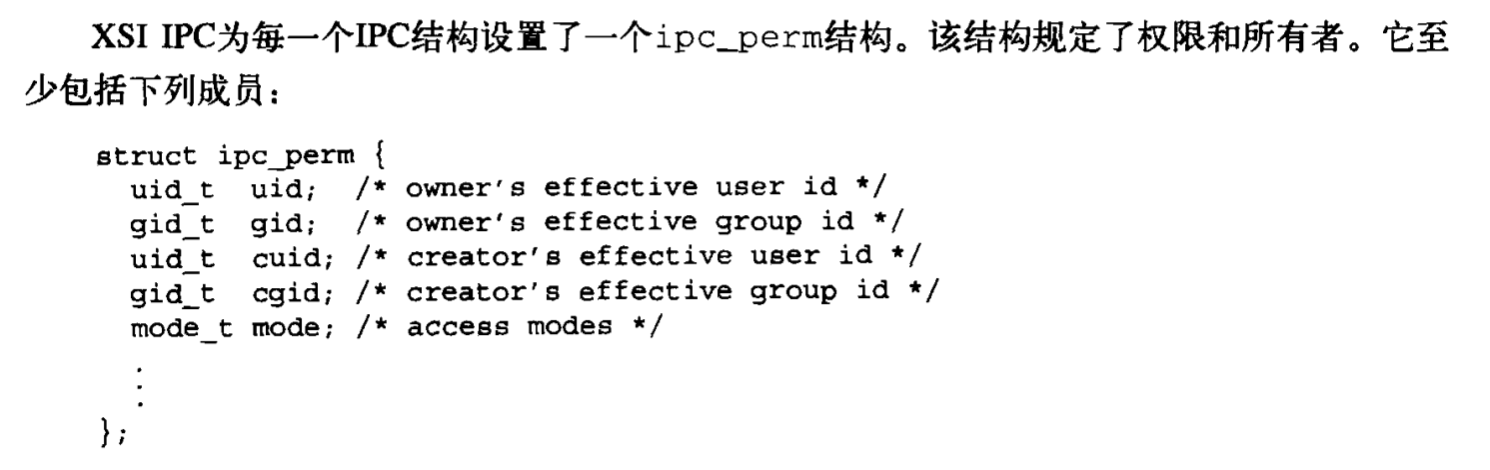 XSI IPC为每一个IPC结构设置了一个ipc_perm结构。该结构规定了权限和所有者。它至
少包括下列成员：
struct ipc_perm {
  uid_t  uid;  /* owner's effective user id */
  gid_t  gid;  /* owner's effective group id */
  uid_t  cuid; /* creator's effective user id */
  gid_t  cgid; /* creator's effective group id */
  mode_t mode; /* access modes */
  .
  .
  .
};